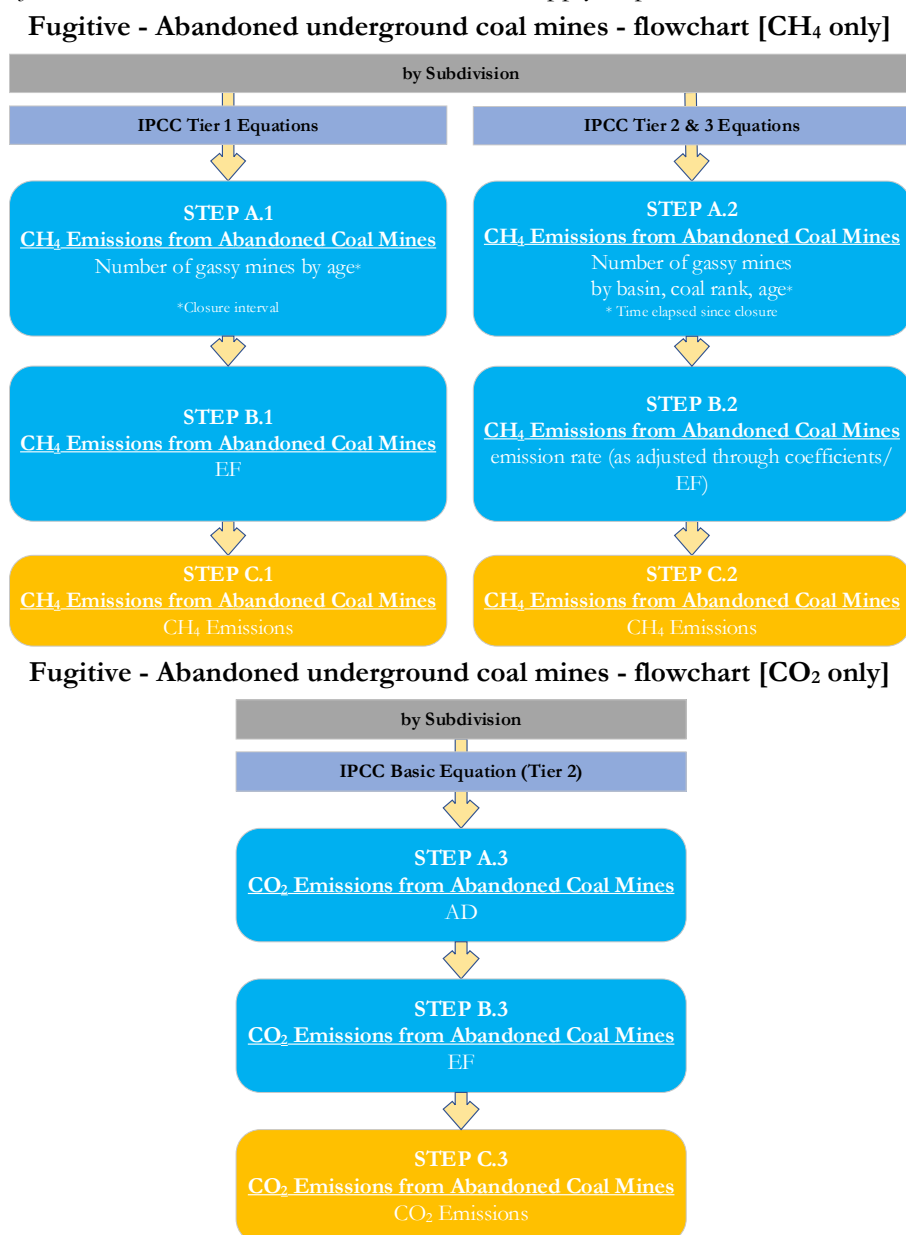 Fugitive - Abandoned underground coal mines - flowchart [CH₄ only]
by Subdivision
IPCC Tier 1 Equations
STEP A.1
CH₄ Emissions from Abandoned Coal Mines
Number of gassy mines by age*
*Closure interval
STEP B.1
CH₄ Emissions from Abandoned Coal Mines
EF
STEP C.1
CH₄ Emissions from Abandoned Coal Mines
CH₄ Emissions
IPCC Tier 2 & 3 Equations
STEP A.2
CH₄ Emissions from Abandoned Coal Mines
Number of gassy mines
by basin, coal rank, age*
* Time elapsed since closure
STEP B.2
CH₄ Emissions from Abandoned Coal Mines
emission rate (as adjusted through coefficients/
EF)
STEP C.2
CH₄ Emissions from Abandoned Coal Mines
CH₄ Emissions
Fugitive - Abandoned underground coal mines - flowchart [CO₂ only]
by Subdivision
IPCC Basic Equation (Tier 2)
STEP A.3
CO₂ Emissions from Abandoned Coal Mines
AD
STEP B.3
CO₂ Emissions from Abandoned Coal Mines
EF
STEP C.3
CO₂ Emissions from Abandoned Coal Mines
CO₂ Emissions